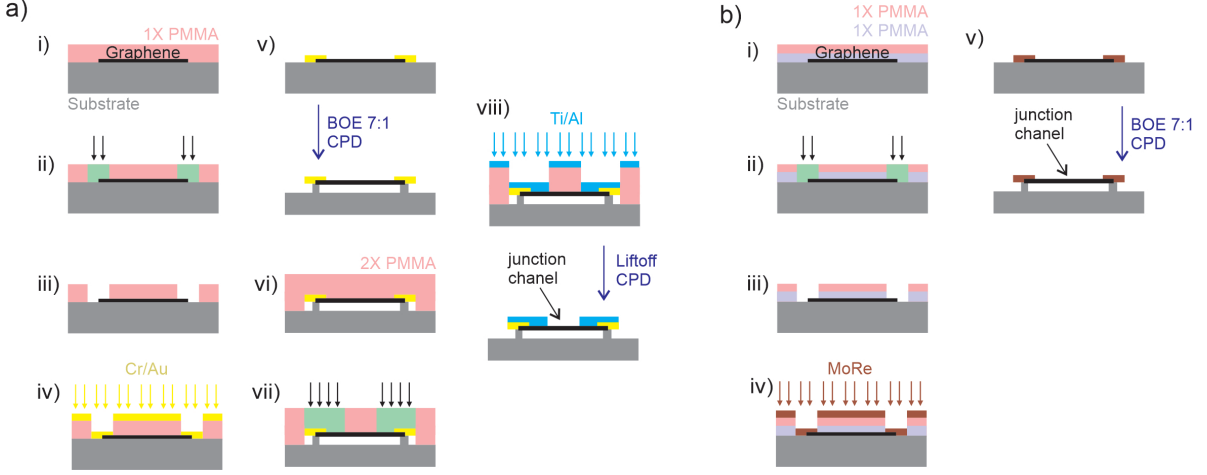 a)
1X PMMA
i)
Graphene
Substrate
ii)
iii)
Cr/Au
iv)
v)
BOE 7:1
CPD
2X PMMA
vi)
vii)
viii)
Ti/Al
Liftoff
CPD
junction
chanel
b)
1X PMMA
1X PMMA
i)
Graphene
Substrate
ii)
iii)
MoRe
iv)
v)
junction
chanel
BOE 7:1
CPD